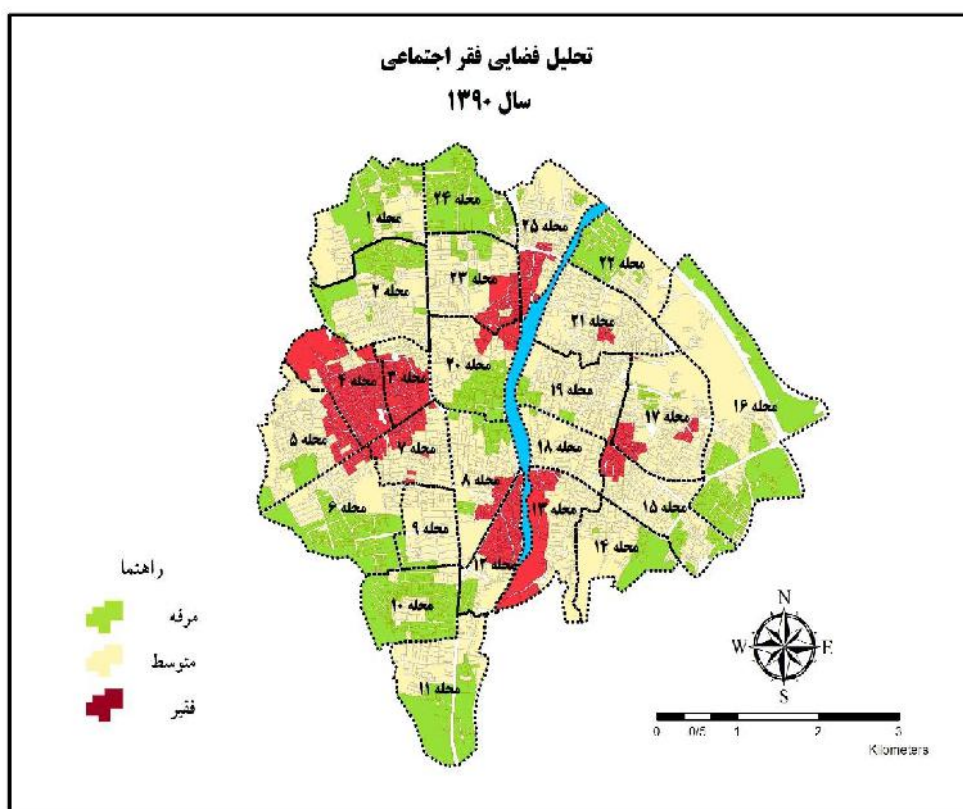 تحلیل فضایی فقر اجتماعی
سال ۱۳۹۰
محله ۲۴
محله ۱
محله ۲۵
محله ۲۲
محله ۲۳
محله ۲
محله ۲۱
محله ۲۰
محله ۳
محله ۴
محله ۱۹
محله ۱۶
محله ۱۷
محله ۵
محله ۷
محله ۱۸
محله ۸
محله ۶
محله ۱۳
محله ۱۵
محله ۹
محله ۱۴
محله ۱۲
محله ۱۰
محله ۱۱
راهنما
مرفه
متوسط
فقیر
N
W E
S
0 0/5 1 2 3
Kilometers